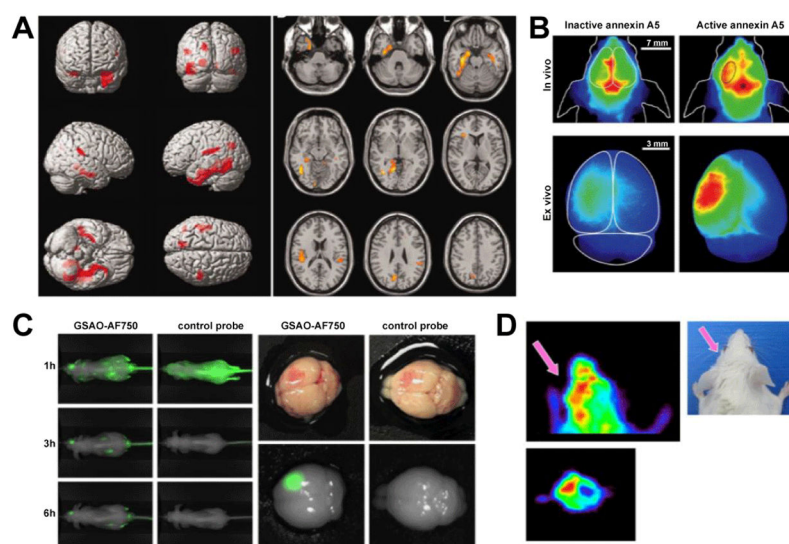 A
L
B
Inactive annexin A5
Active annexin A5
7 mm
In vivo
3 mm
Ex vivo
C
GSAO-AF750
control probe
GSAO-AF750
control probe
1h
3h
6h
D